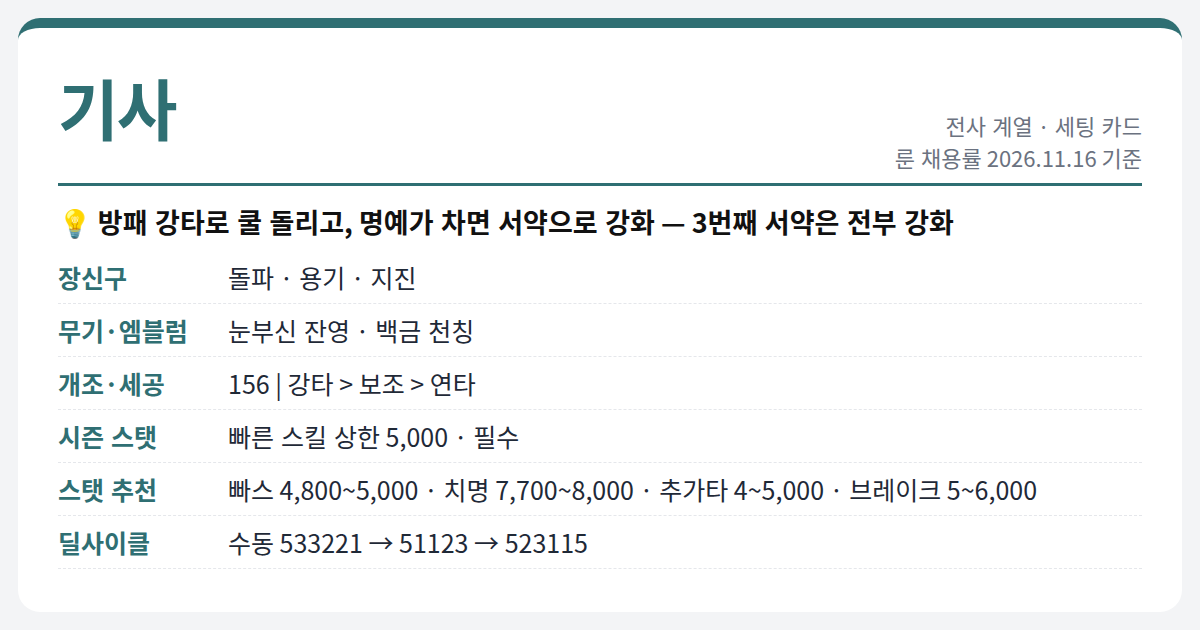 기사
전사 계열 · 세팅 카드
룬 채용률 2026.11.16 기준
💡 방패 강타로 쿨 돌리고, 명예가 차면 서약으로 강화 — 3번째 서약은 전부 강화
장신구 돌파 · 용기 · 지진
무기·엠블럼 눈부신 잔영 · 백금 천칭
개조·세공 156 | 강타 > 보조 > 연타
시즌 스탯 빠른 스킬 상한 5,000 · 필수
스탯 추천 빠스 4,800~5,000 · 치명 7,700~8,000 · 추가타 4~5,000 · 브레이크 5~6,000
딜사이클 수동 533221 → 51123 → 523115